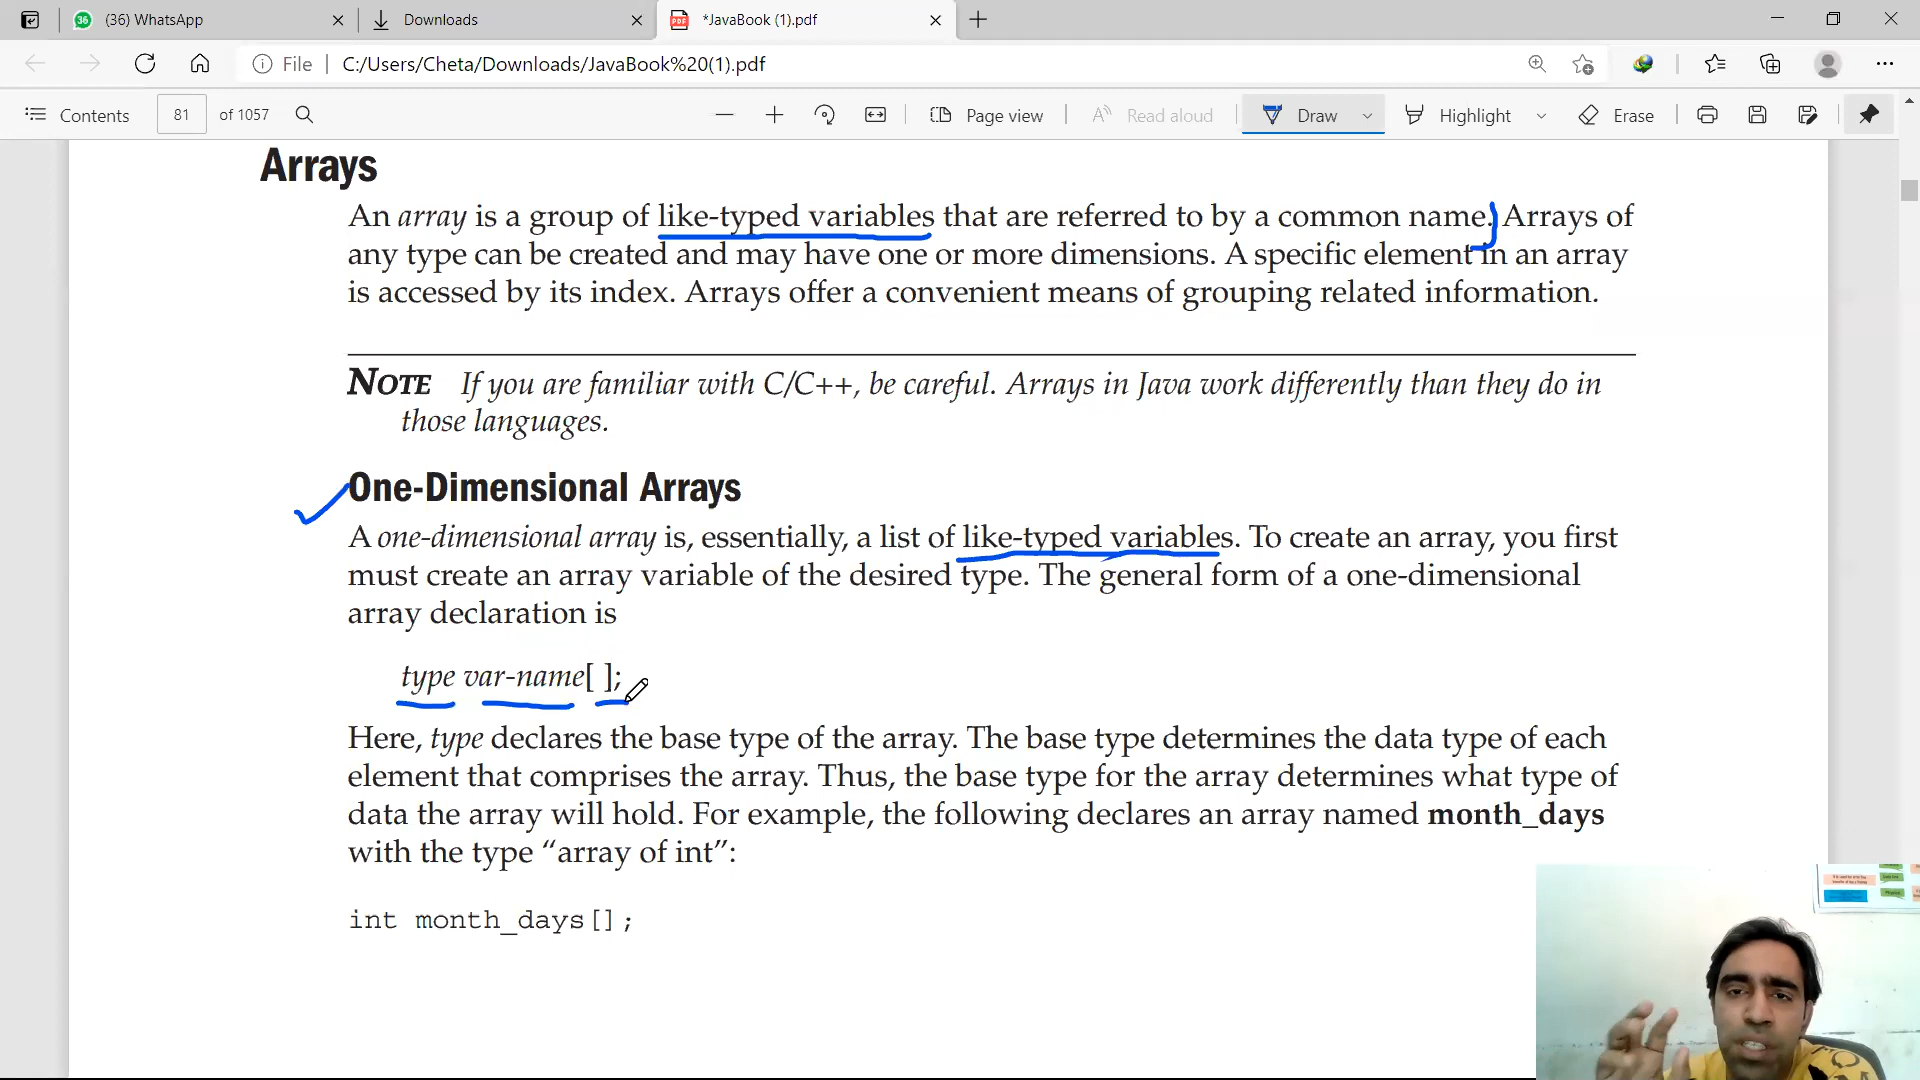 (36) WhatsApp
Downloads
*JavaBook (1).pdf
File
C:/Users/Cheta/Downloads/JavaBook%20(1).pdf
Contents
81
of 1057
Page view
Read aloud
Draw
Highlight
Erase
Arrays
An array is a group of like-typed variables that are referred to by a common name. Arrays of
any type can be created and may have one or more dimensions. A specific element in an array
is accessed by its index. Arrays offer a convenient means of grouping related information.
NOTE If you are familiar with C/C++, be careful. Arrays in Java work differently than they do in
those languages.
One-Dimensional Arrays
A one-dimensional array is, essentially, a list of like-typed variables. To create an array, you first
must create an array variable of the desired type. The general form of a one-dimensional
array declaration is
type var-name[ ];
Here, type declares the base type of the array. The base type determines the data type of each
element that comprises the array. Thus, the base type for the array determines what type of
data the array will hold. For example, the following declares an array named month_days
with the type “array of int”:
int month_days[];